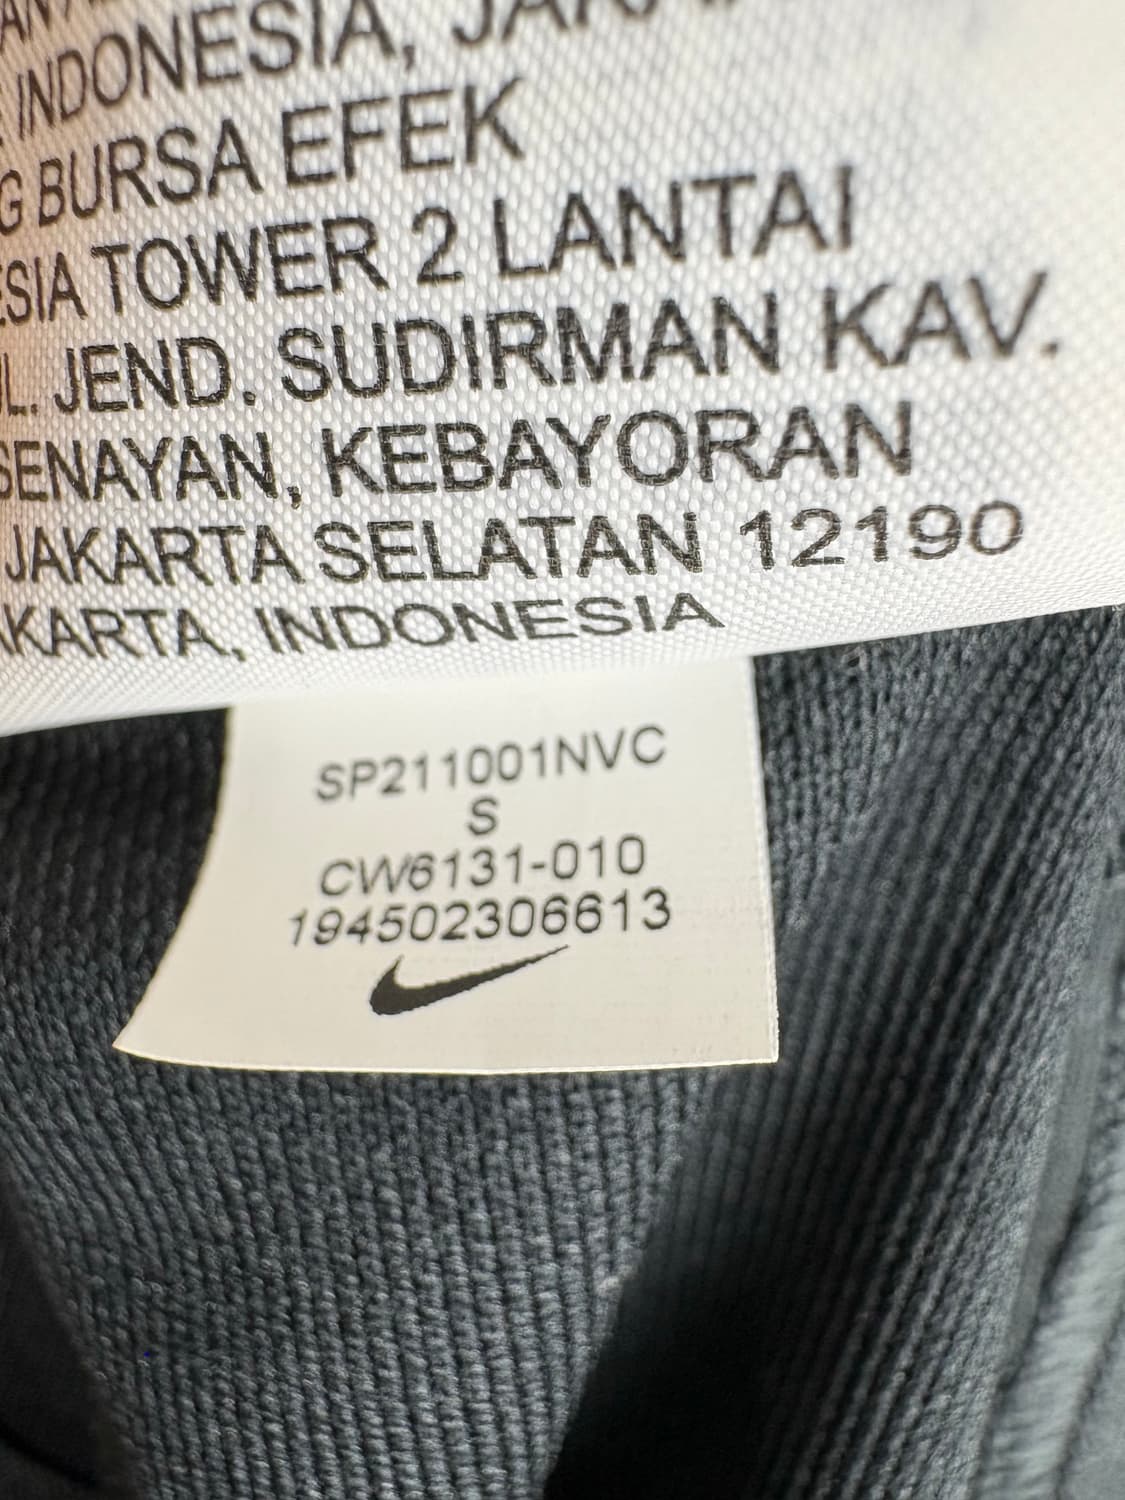 INDONESIA,
BURSA EFEK
TOWER 2 LANTAI
JEND. SUDIRMAN KAV.
SENAYAN, KEBAYORAN
JAKARTA SELATAN 12190
INDONESIA
SP211001NVC
S
CW6131-010
194502306613